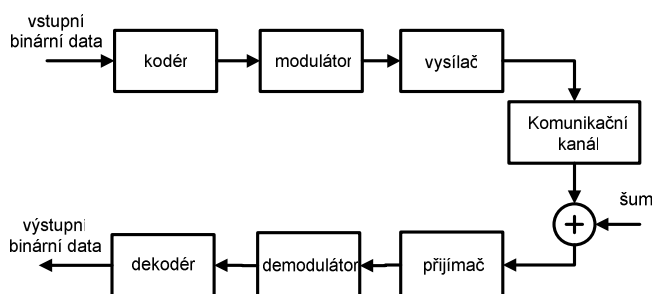 vstupní
binární data
kodér
modulátor
vysílač
Komunikační
kanál
+
šum
výstupní
binární data
dekodér
demodulátor
přijímač